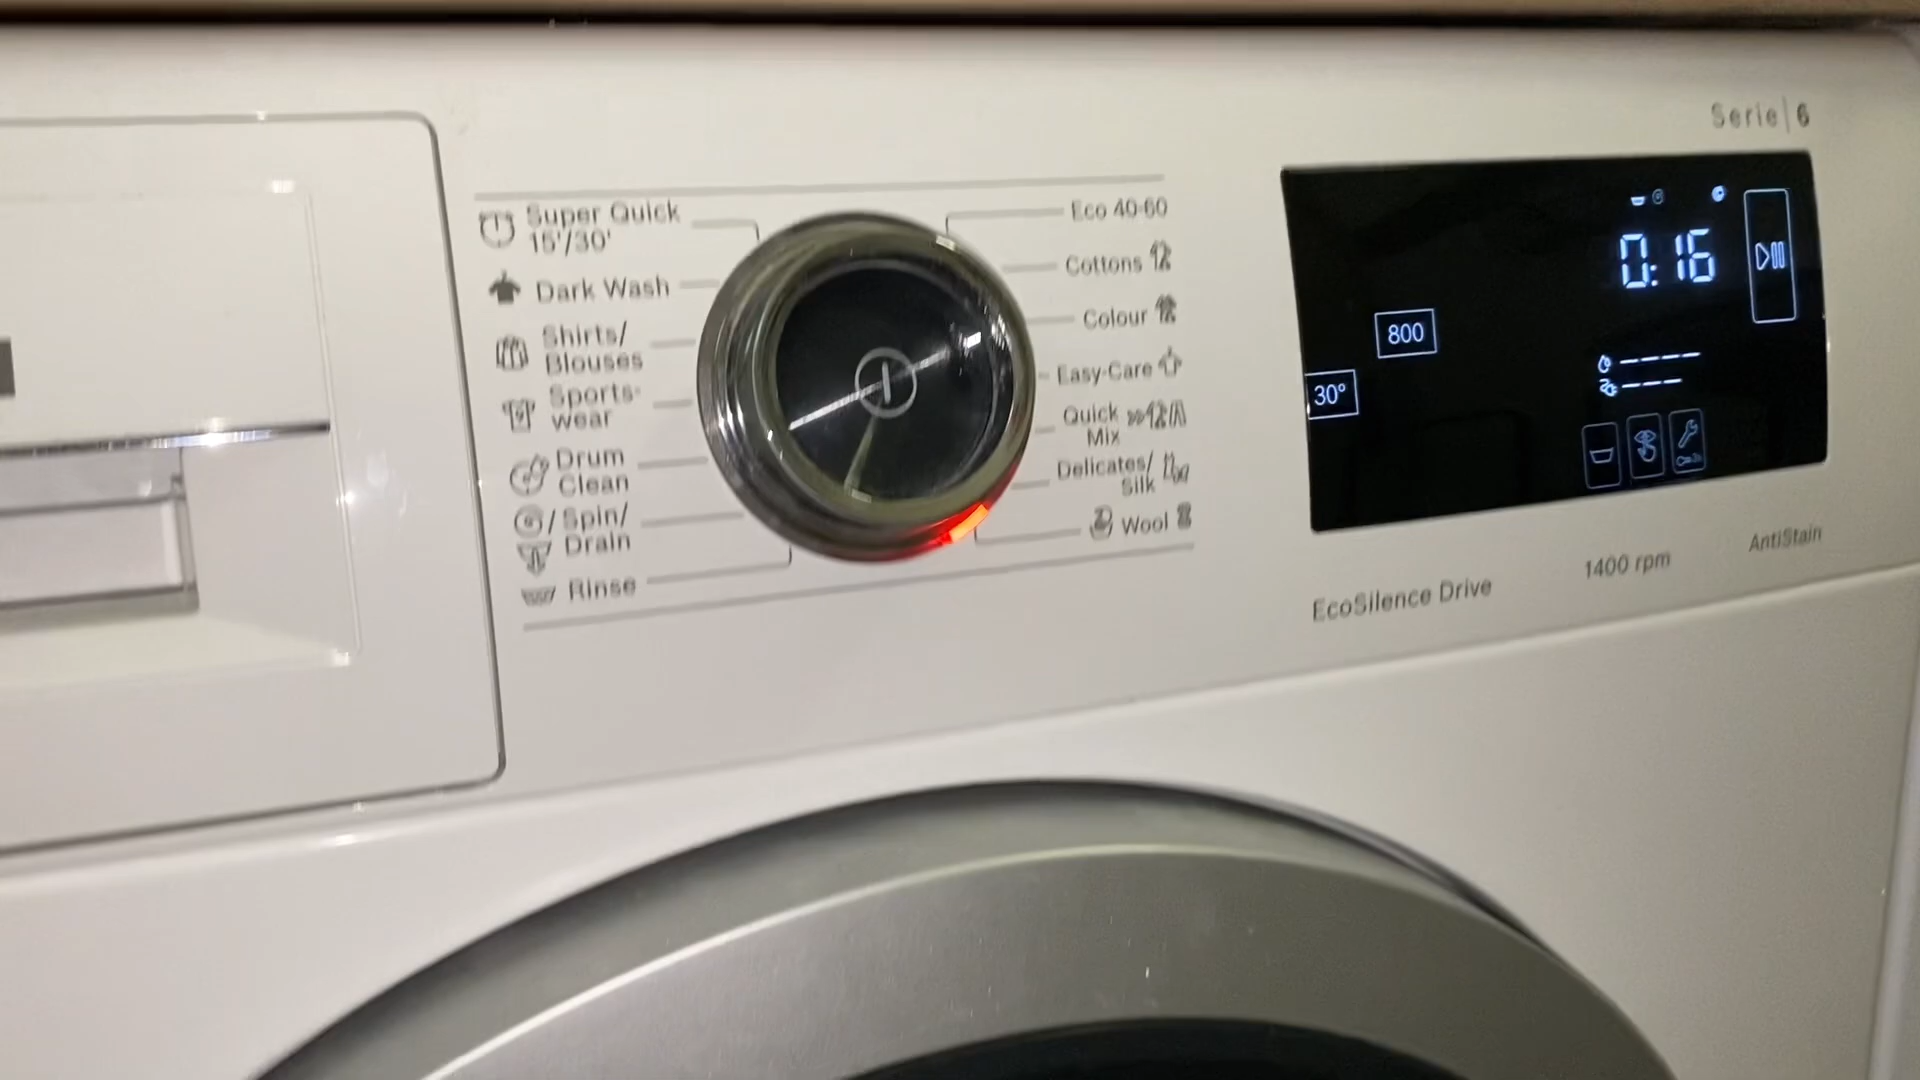 Serie | 6
Super Quick
15'/30'
Dark Wash
Shirts/
Blouses
Sports-
wear
Drum
Clean
/ Spin/
Drain
Rinse
Eco 40-60
Cottons
Colour
Easy-Care
Quick
Mix
Delicates/
Silk
Wool
0:16
800
30°
EcoSilence Drive
1400 rpm
AntiStain